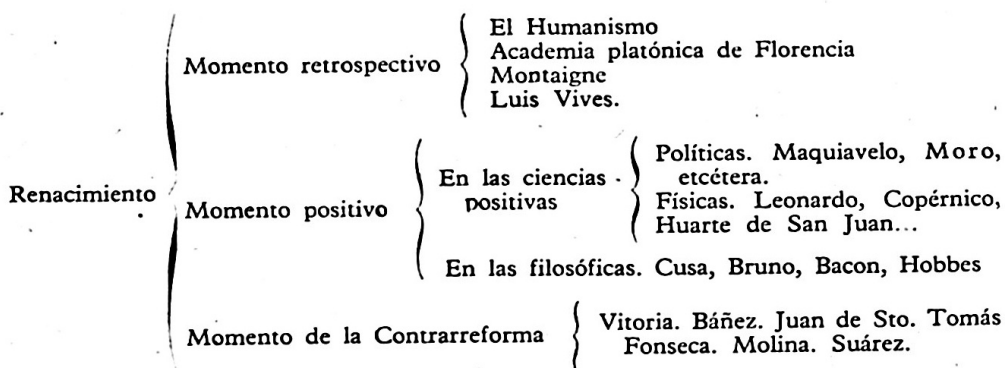 El Humanismo
Academia platónica de Florencia
Momento retrospectivo
Montaigne
Luis Vives.
Políticas. Maquiavelo, Moro,
etcétera.
En las ciencias
positivas
Físicas. Leonardo, Copérnico,
Huarte de San Juan...
Renacimiento
Momento positivo
En las filosóficas. Cusa, Bruno, Bacon, Hobbes
Momento de la Contrarreforma
Vitoria. Báñez. Juan de Sto. Tomás
Fonseca. Molina. Suárez.